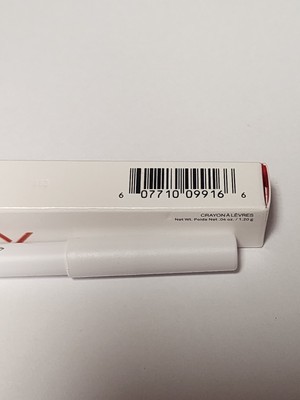 6 07710 09916 6
CRAYON À LÈVRES
Net Wt. Poids Net .04 oz. / 1.20 g